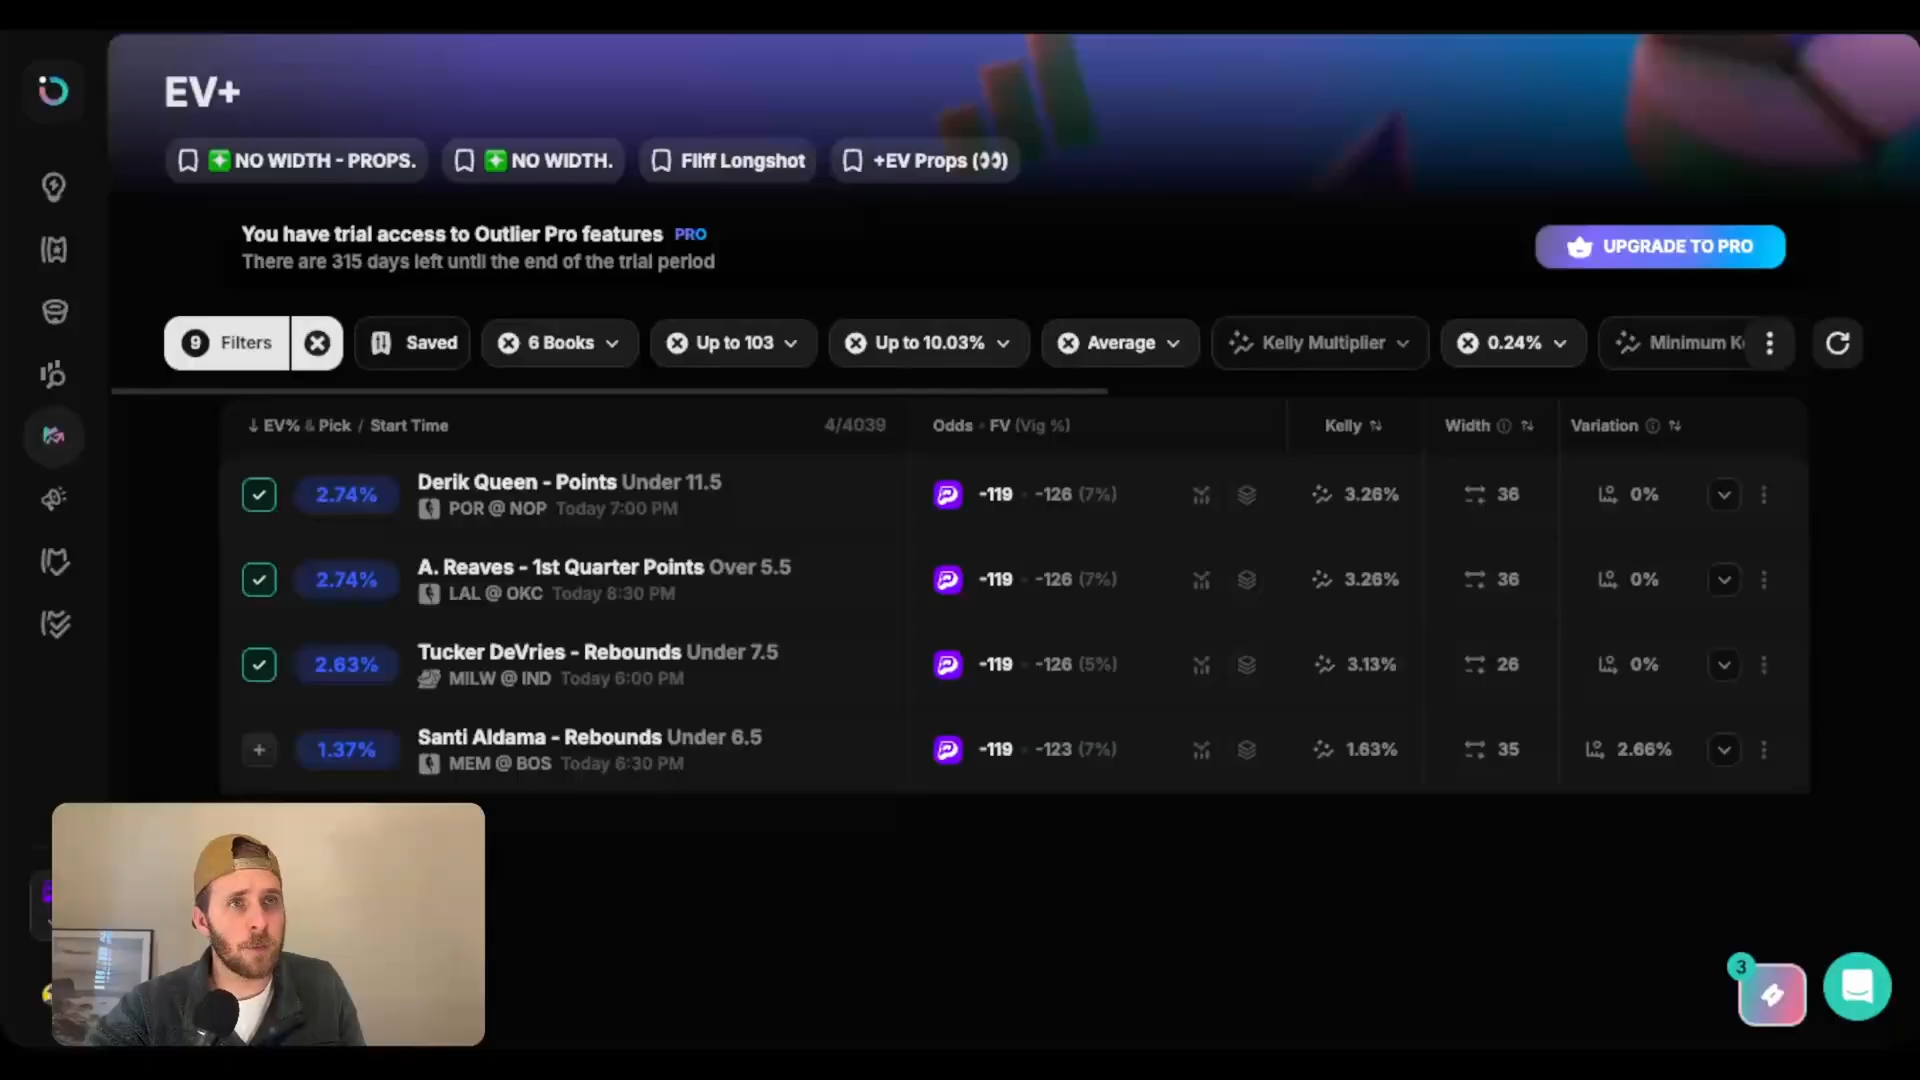 EV+
NO WIDTH - PROPS.
NO WIDTH.
Fliff Longshot
+EV Props (👀)
You have trial access to Outlier Pro features PRO
There are 315 days left until the end of the trial period
UPGRADE TO PRO
9 Filters
Saved
6 Books
Up to 103
Up to 10.03%
Average
Kelly Multiplier
0.24%
Minimum K
↓ EV% & Pick / Start Time
4/4039
Odds · FV (Vig %)
Kelly
Width
Variation
2.74%
Derik Queen - Points Under 11.5
POR @ NOP Today 7:00 PM
-119 · -126 (7%)
3.26%
36
0%
2.74%
A. Reaves - 1st Quarter Points Over 5.5
LAL @ OKC Today 8:30 PM
-119 · -126 (7%)
3.26%
36
0%
2.63%
Tucker DeVries - Rebounds Under 7.5
MILW @ IND Today 6:00 PM
-119 · -126 (5%)
3.13%
26
0%
1.37%
Santi Aldama - Rebounds Under 6.5
MEM @ BOS Today 6:30 PM
-119 · -123 (7%)
1.63%
35
2.66%
3